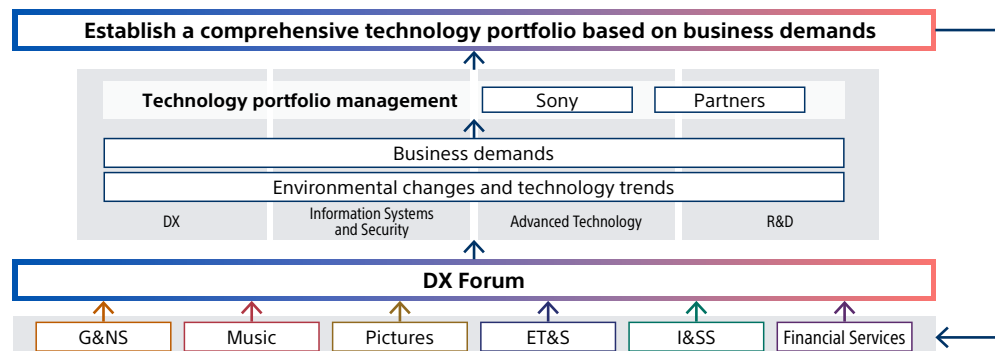 Establish a comprehensive technology portfolio based on business demands
Technology portfolio management
Sony
Partners
Business demands
Environmental changes and technology trends
DX
Information Systems
and Security
Advanced Technology
R&D
DX Forum
G&NS
Music
Pictures
ET&S
I&SS
Financial Services